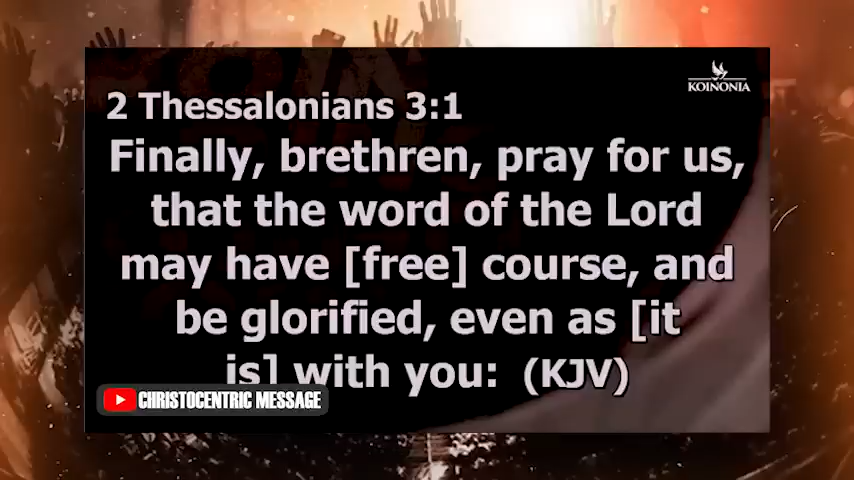 KOINONIA
2 Thessalonians 3:1
Finally, brethren, pray for us,
that the word of the Lord
may have [free] course, and
be glorified, even as [it
is] with you: (KJV)
CHRISTOCENTRIC MESSAGE